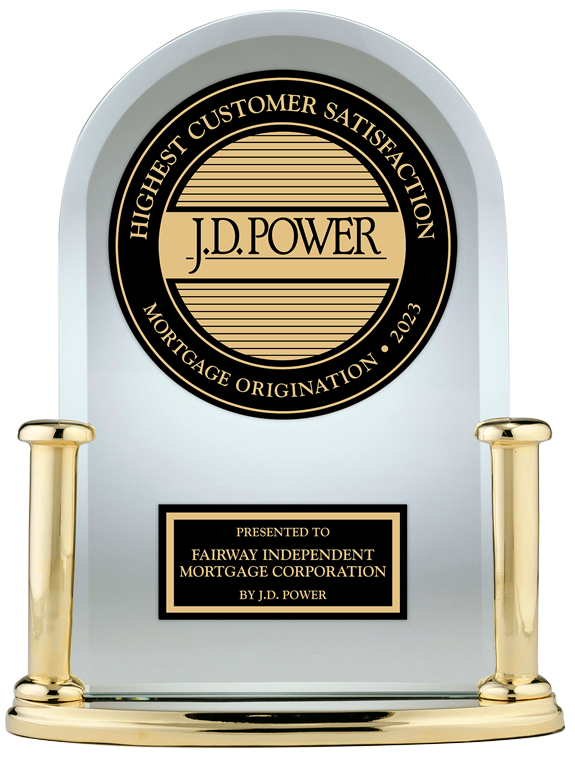 HIGHEST CUSTOMER SATISFACTION
J.D. POWER
MORTGAGE ORIGINATION • 2023
PRESENTED TO
FAIRWAY INDEPENDENT
MORTGAGE CORPORATION
BY J.D. POWER